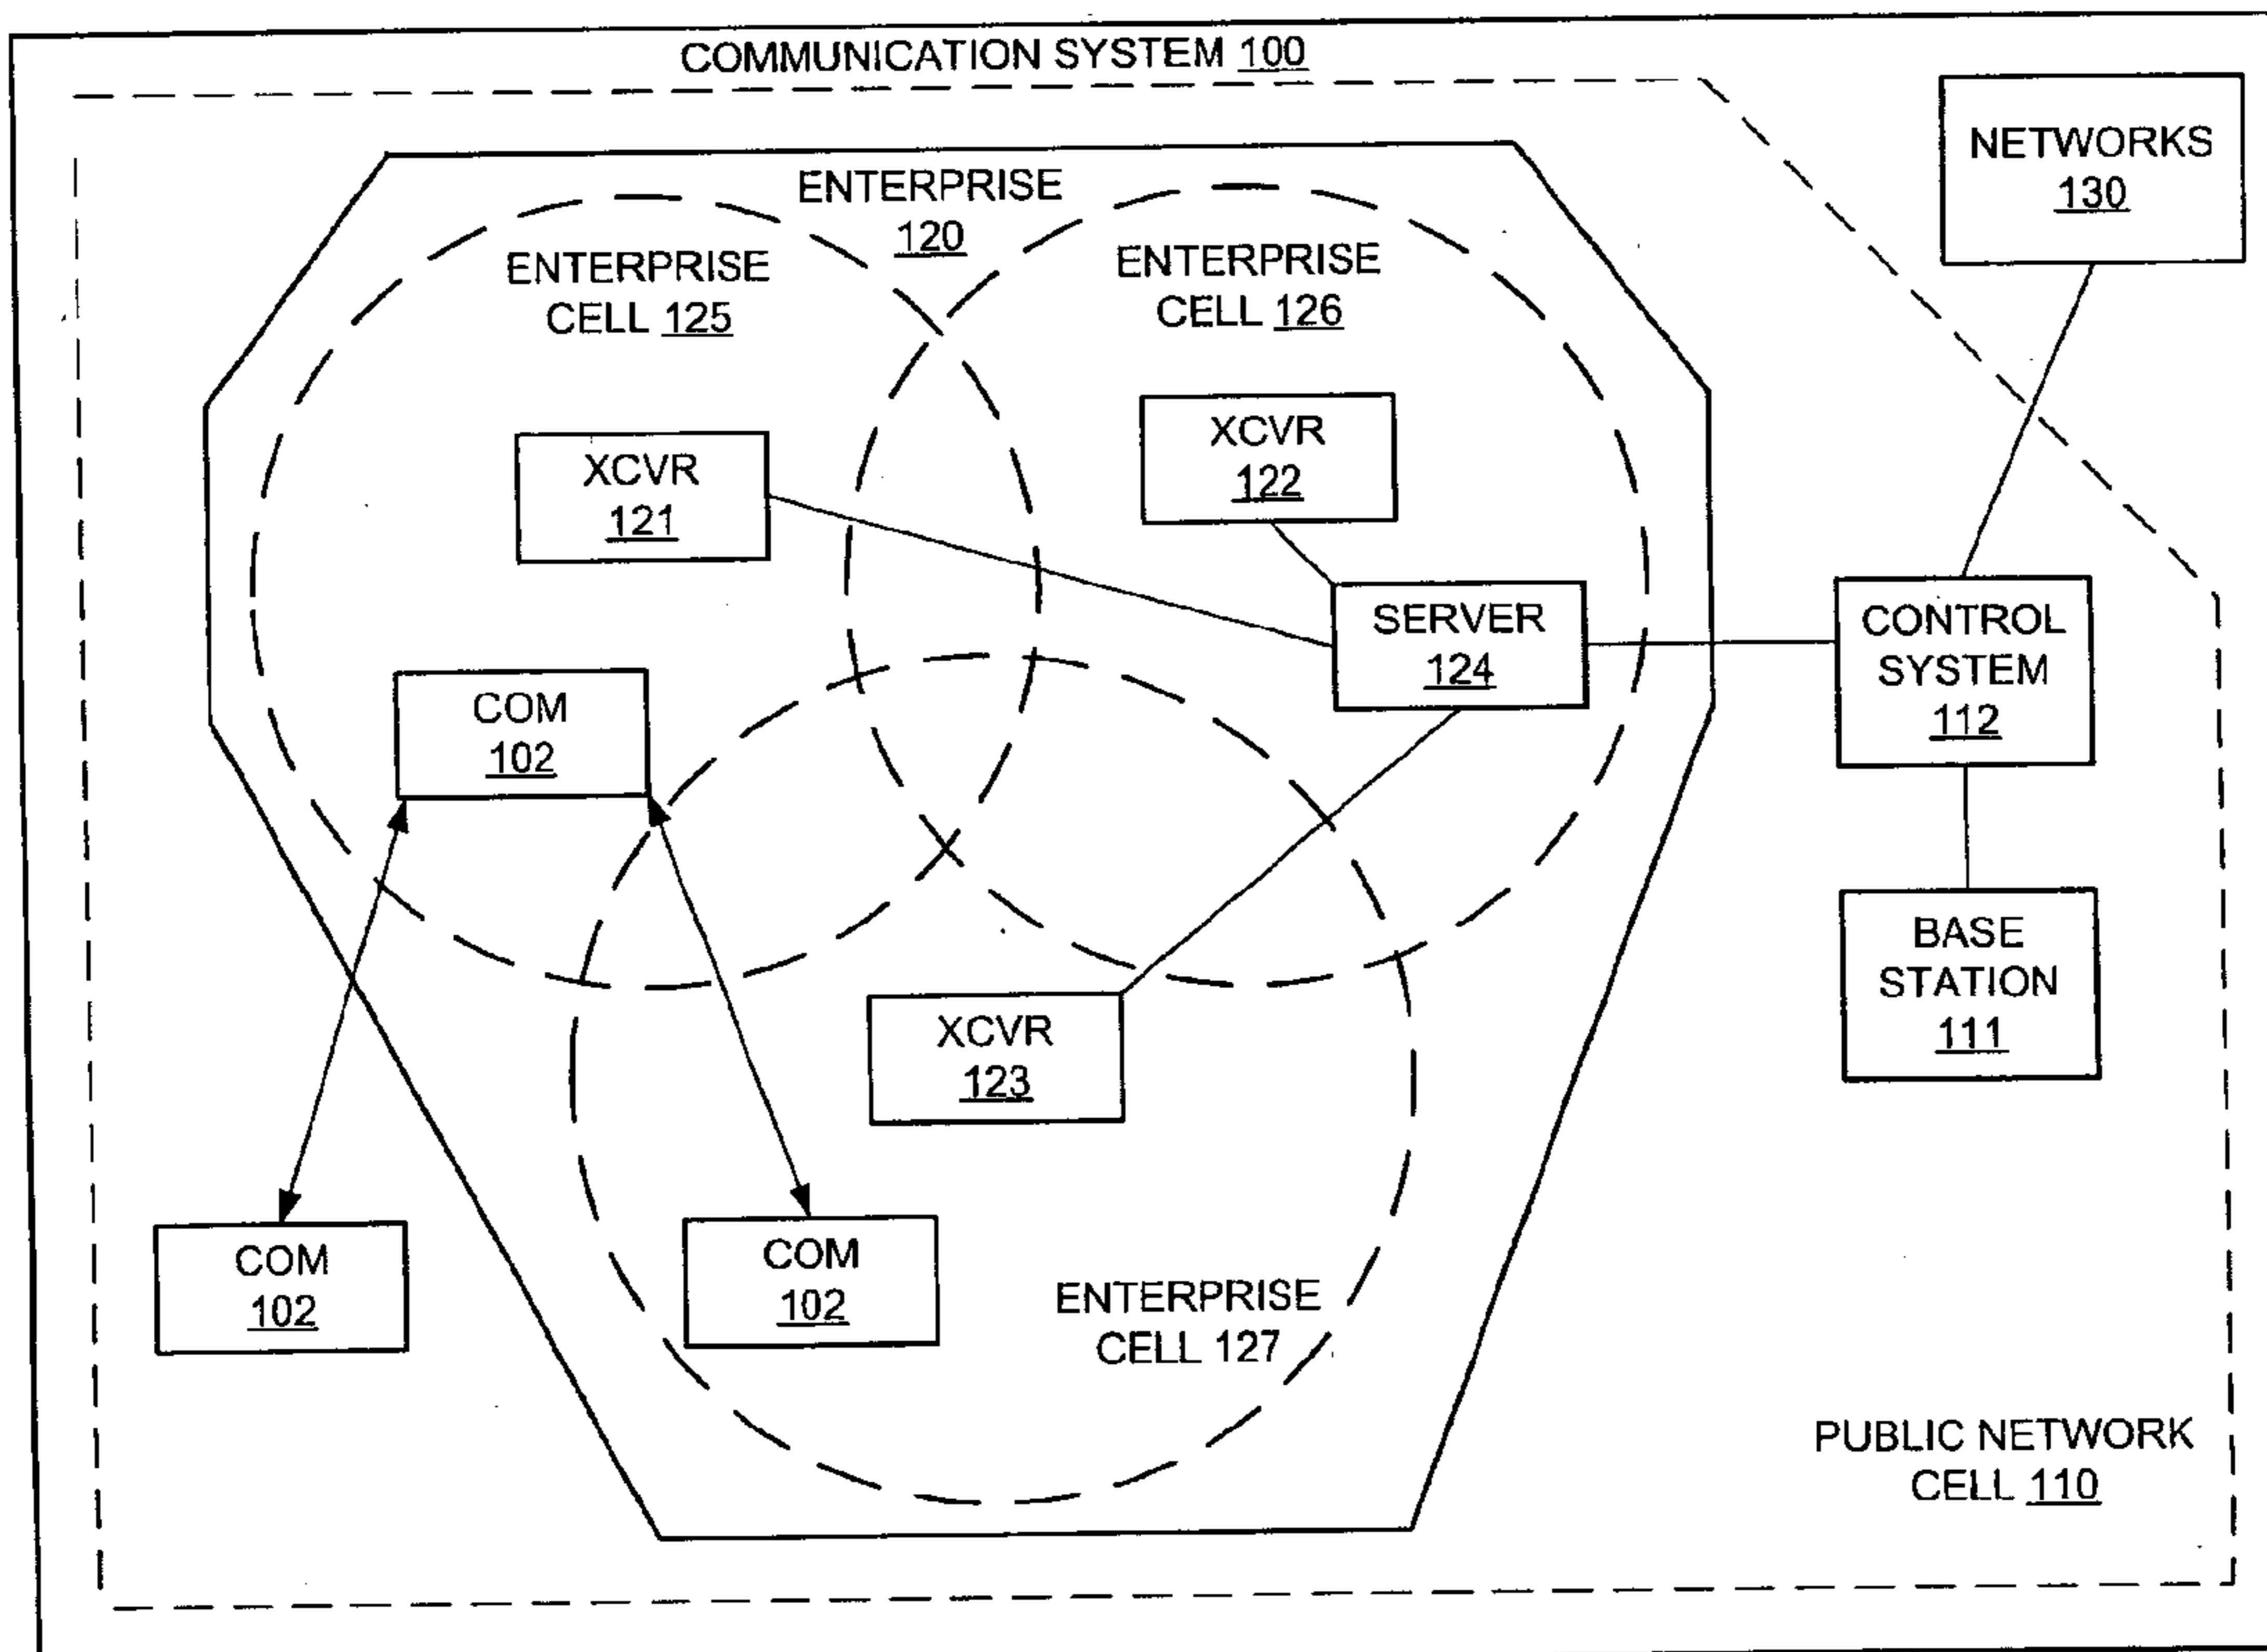 COMMUNICATION SYSTEM 100
NETWORKS
130
ENTERPRISE
120
ENTERPRISE
CELL 125
ENTERPRISE
CELL 126
XCVR
121
XCVR
122
SERVER
124
CONTROL
SYSTEM
112
COM
102
BASE
STATION
111
XCVR
123
COM
102
COM
102
ENTERPRISE
CELL 127
PUBLIC NETWORK
CELL 110